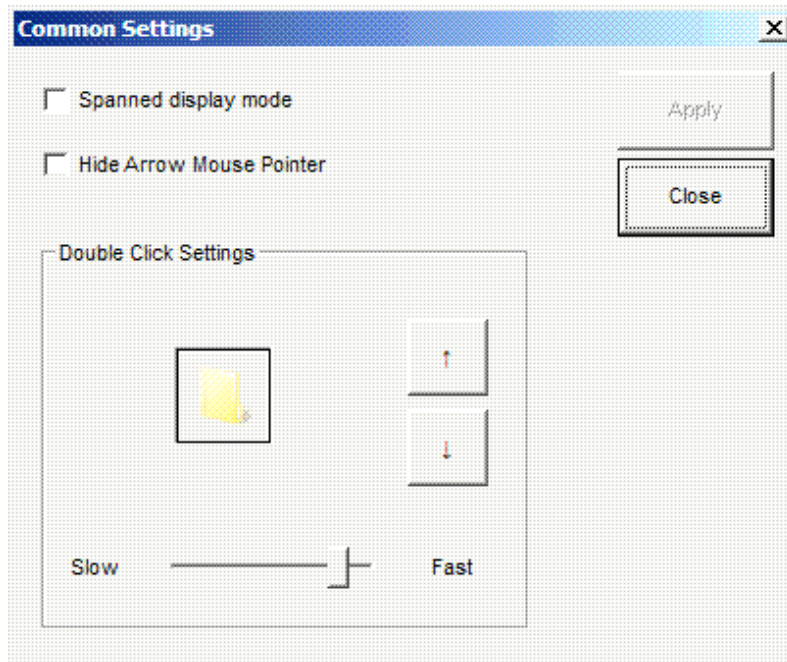 Common Settings
Spanned display mode
Apply
Hide Arrow Mouse Pointer
Close
Double Click Settings
↑
↓
Slow
Fast